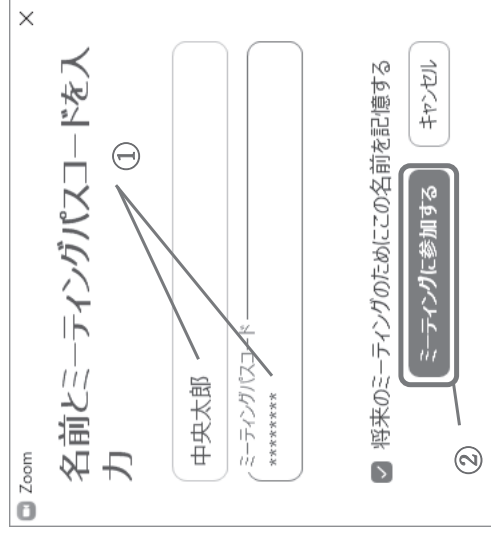 Zoom
名前とミーティングパスコードを入
力
①
中央太郎
ミーティングパスコード
********
将来のミーティングのためにこの名前を記憶する
ミーティングに参加する
キャンセル
②